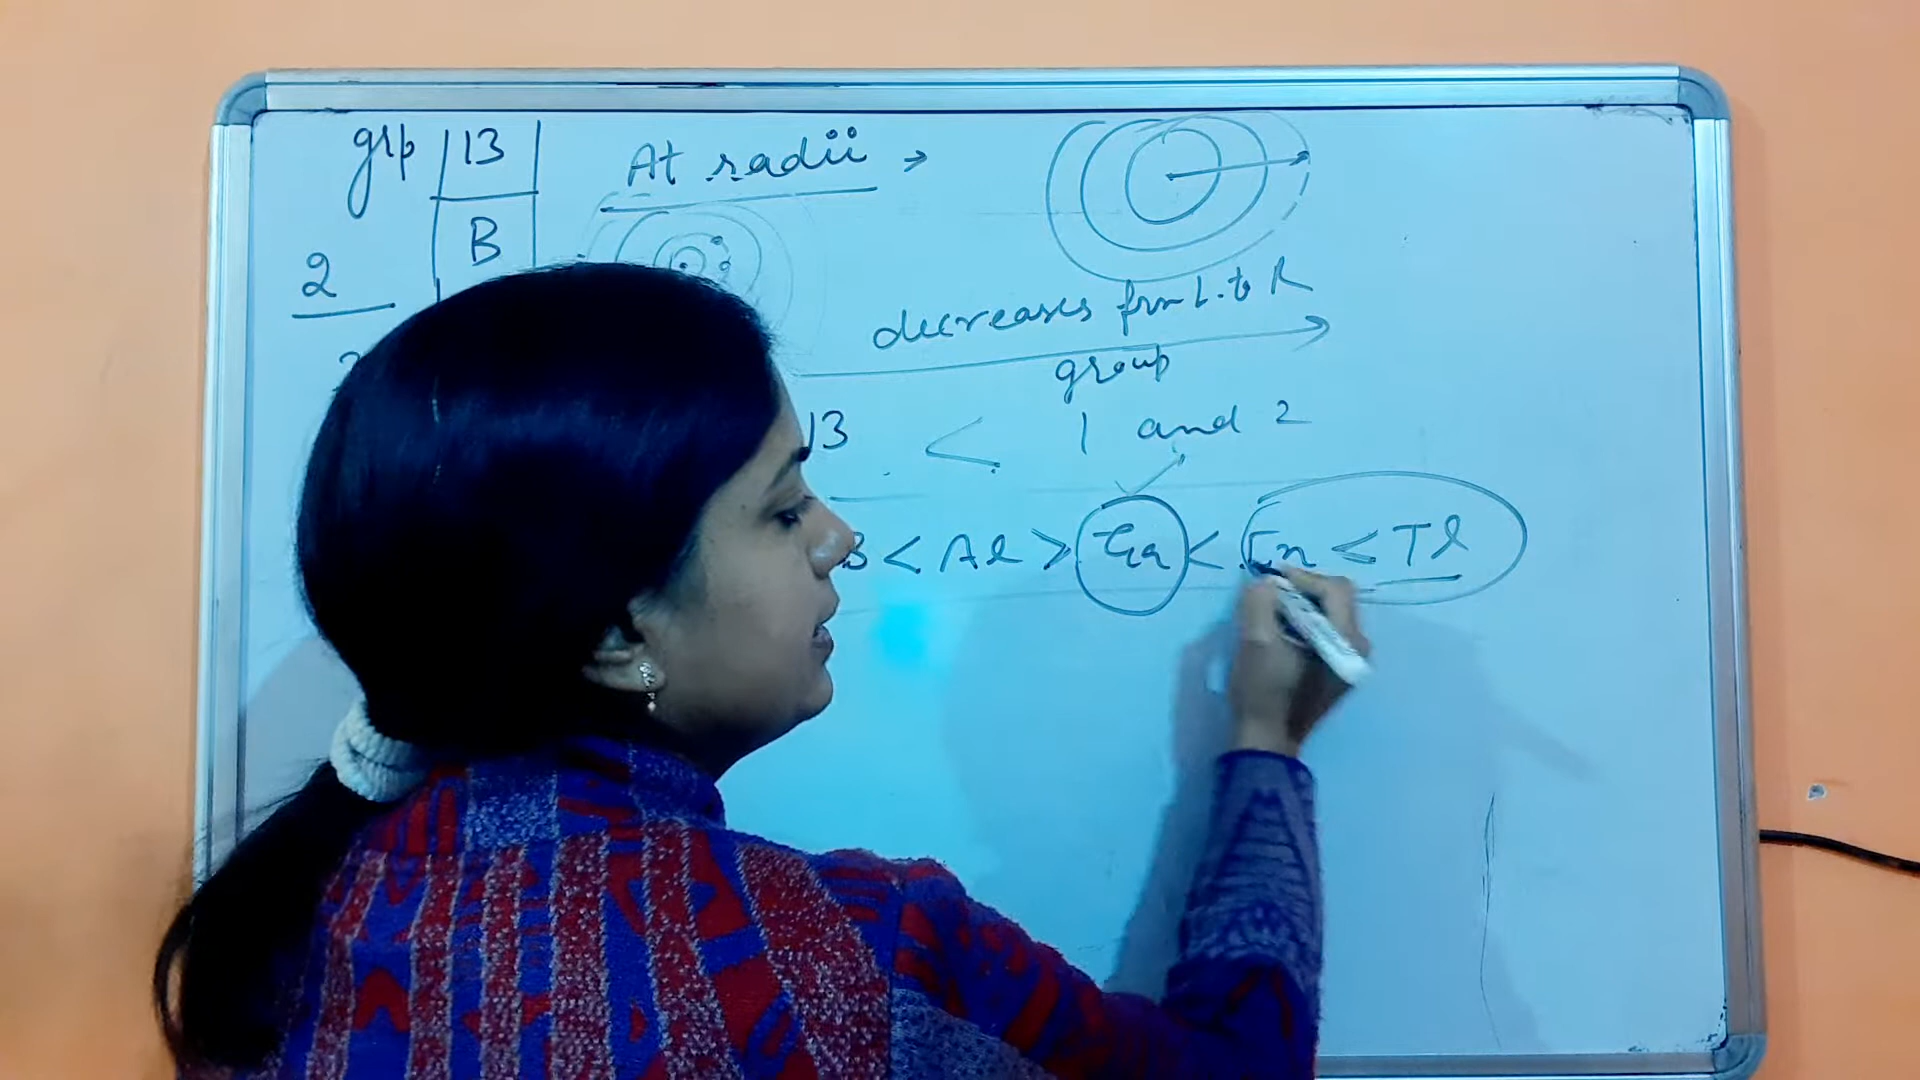 grp 13
At radii →
B
2
decreases from L. to R
group
13 < 1 and 2
B < Al > Ga < In < Tl